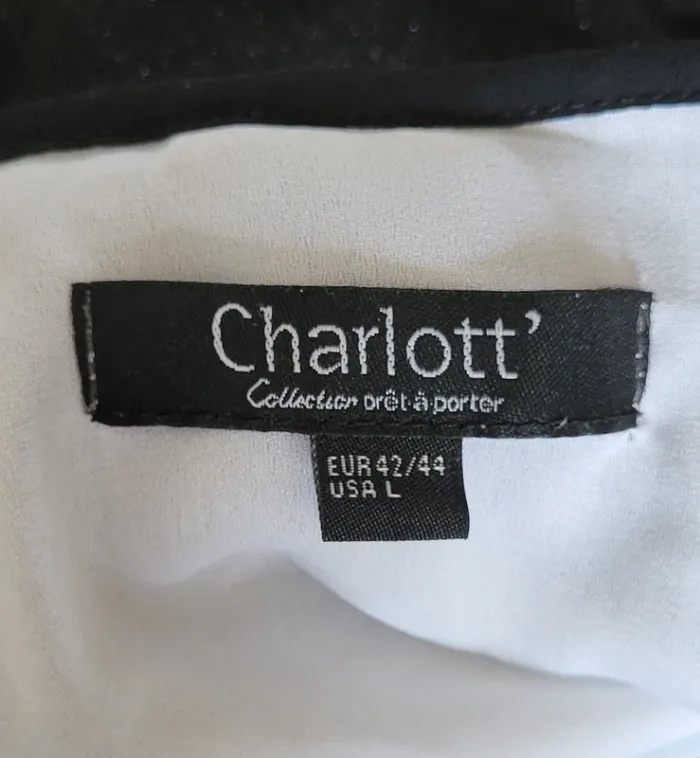 Charlott’
Collection prêt-à-porter
EUR 42/44
USA L